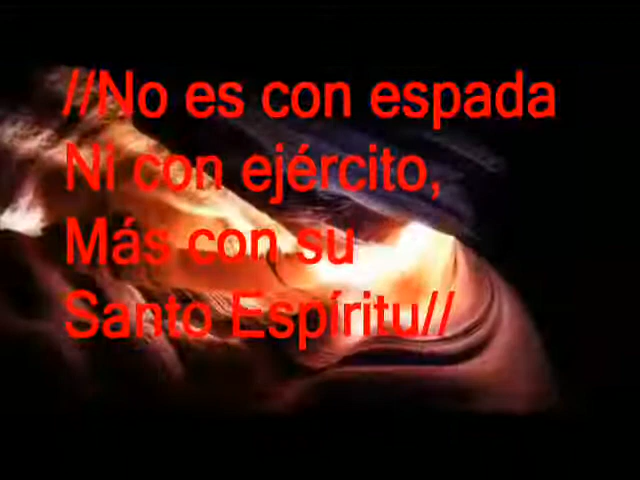 //No es con espada
Ni con ejército,
Más con su
Santo Espíritu//